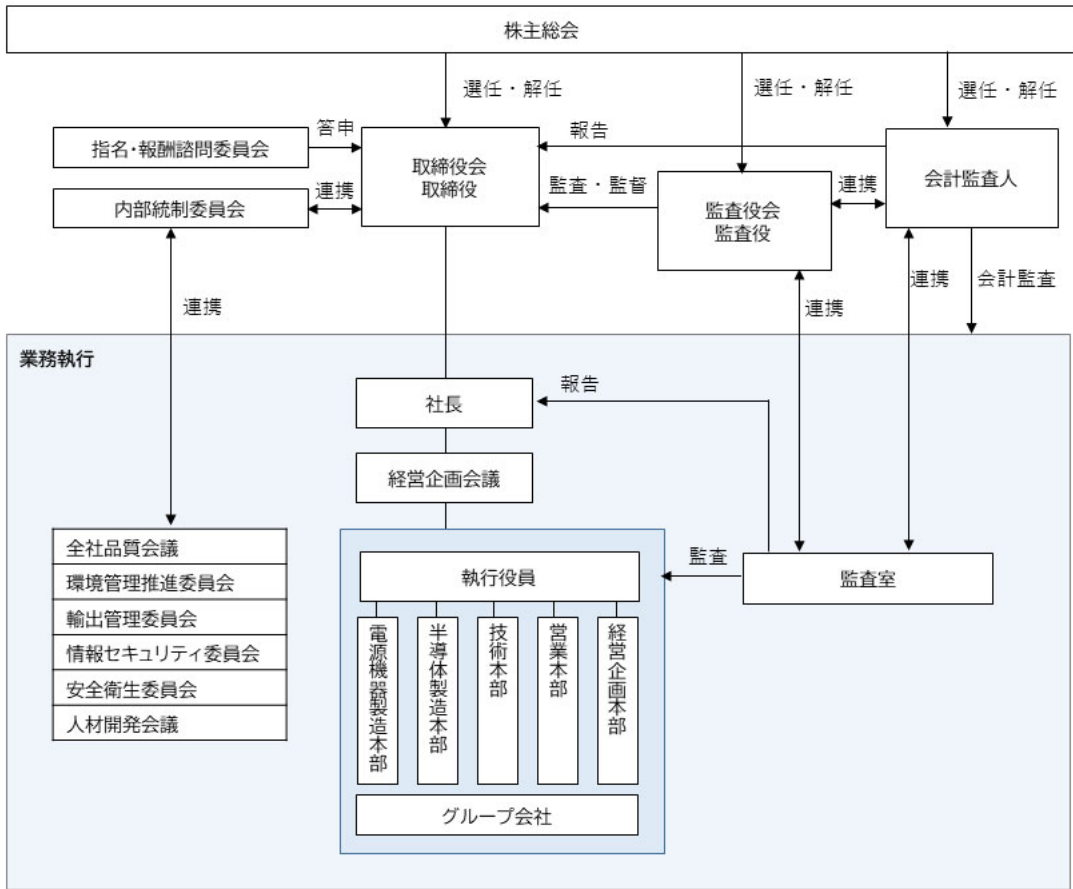 株主総会
選任・解任
選任・解任
選任・解任
指名・報酬諮問委員会
答申
取締役会
取締役
報告
会計監査人
内部統制委員会
連携
監査・監督
監査役会
監査役
連携
連携
連携
連携
会計監査
業務執行
社長
報告
経営企画会議
全社品質会議
環境管理推進委員会
輸出管理委員会
情報セキュリティ委員会
安全衛生委員会
人材開発会議
執行役員
監査
監査室
電源機器製造本部
半導体製造本部
技術本部
営業本部
経営企画本部
グループ会社